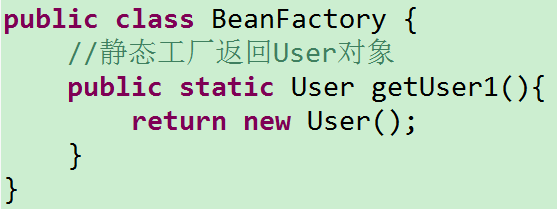 public class BeanFactory {
    //静态工厂返回User对象
    public static User getUser1(){
        return new User();
    }
}